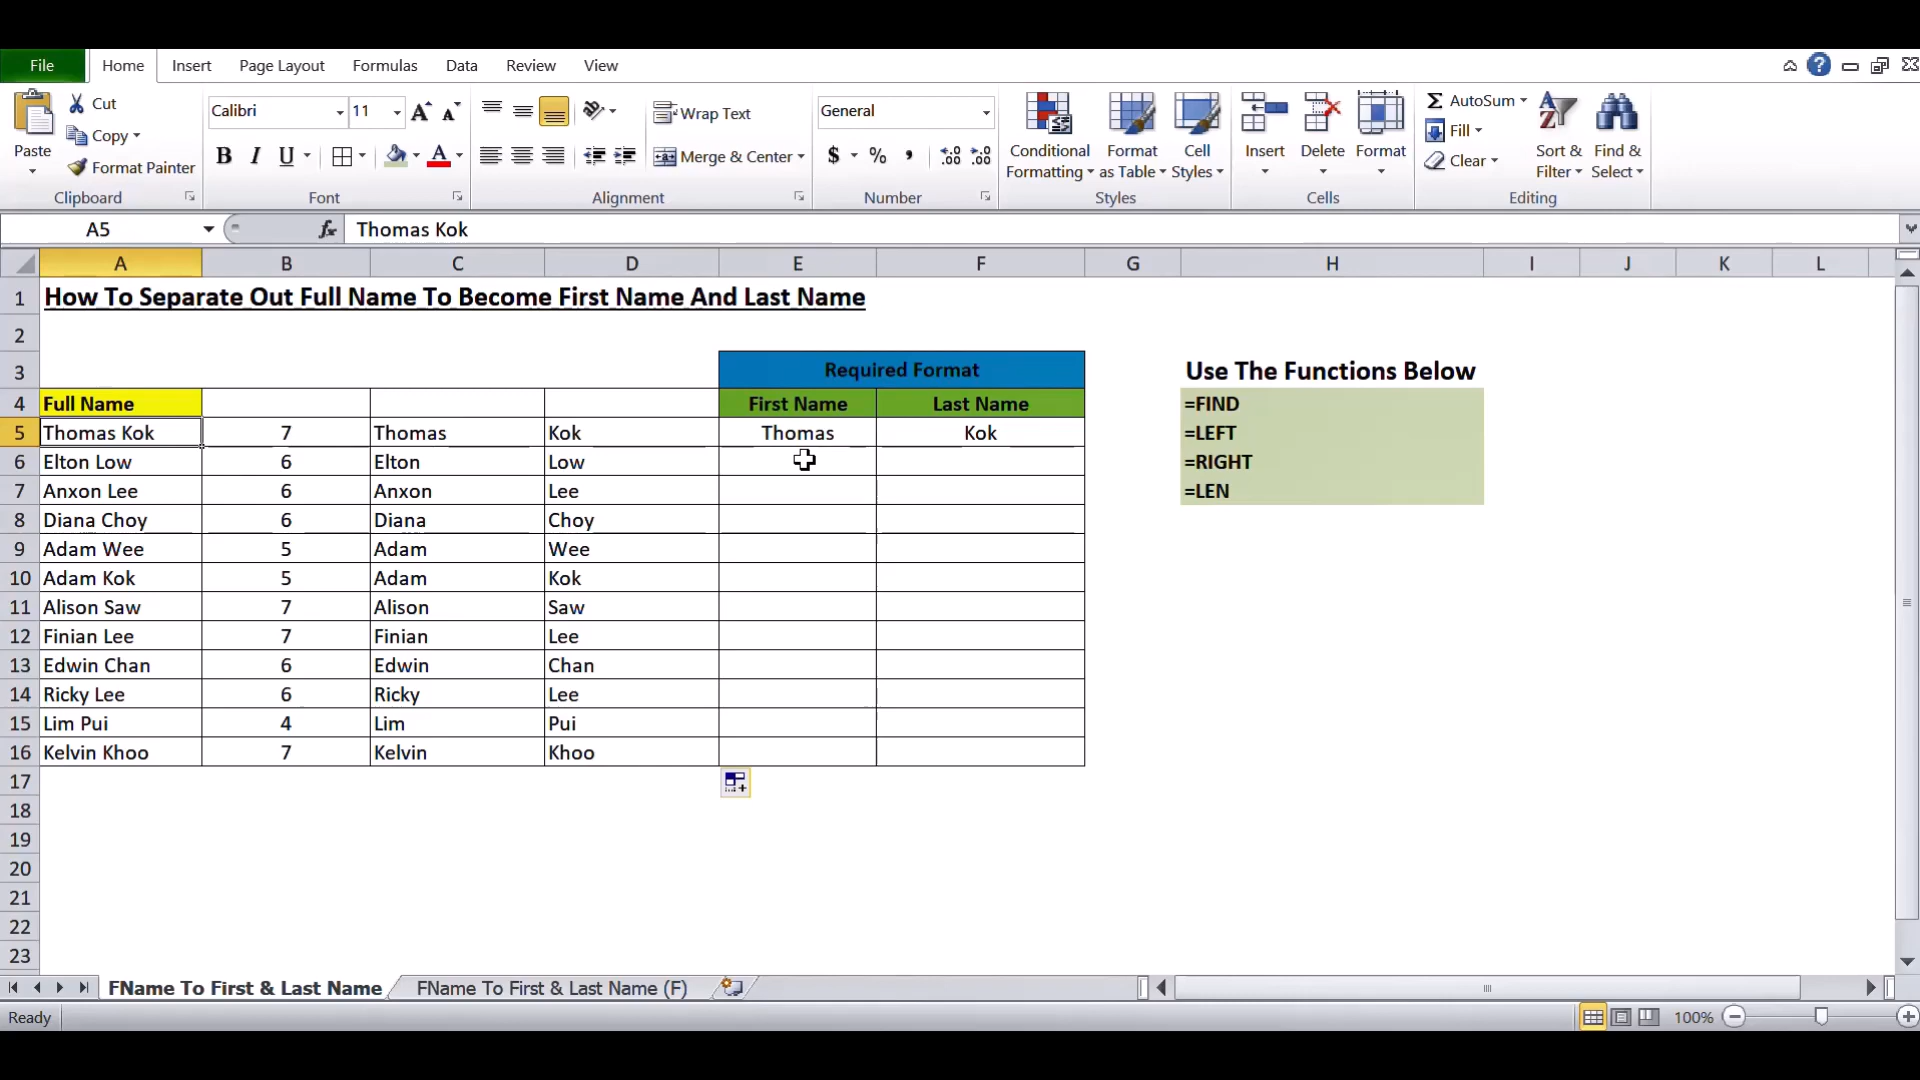 File Home Insert Page Layout Formulas Data Review View
Cut
Copy
Format Painter
Paste
Calibri 11
B I U
Wrap Text
Merge & Center
General
$ % ,
Conditional Formatting
Format as Table
Cell Styles
Insert Delete Format
Σ AutoSum
Fill
Clear
Sort & Filter
Find & Select
Clipboard Font Alignment Number Styles Cells Editing
A5 fx Thomas Kok
A B C D E F G H I J K L
1 How To Separate Out Full Name To Become First Name And Last Name
2
3 Required Format Use The Functions Below
4 Full Name First Name Last Name =FIND
5 Thomas Kok 7 Thomas Kok Thomas Kok =LEFT
6 Elton Low 6 Elton Low =RIGHT
7 Anxon Lee 6 Anxon Lee =LEN
8 Diana Choy 6 Diana Choy
9 Adam Wee 5 Adam Wee
10 Adam Kok 5 Adam Kok
11 Alison Saw 7 Alison Saw
12 Finian Lee 7 Finian Lee
13 Edwin Chan 6 Edwin Chan
14 Ricky Lee 6 Ricky Lee
15 Lim Pui 4 Lim Pui
16 Kelvin Khoo 7 Kelvin Khoo
17
18
19
20
21
22
23
FName To First & Last Name FName To First & Last Name (F)
Ready 100%